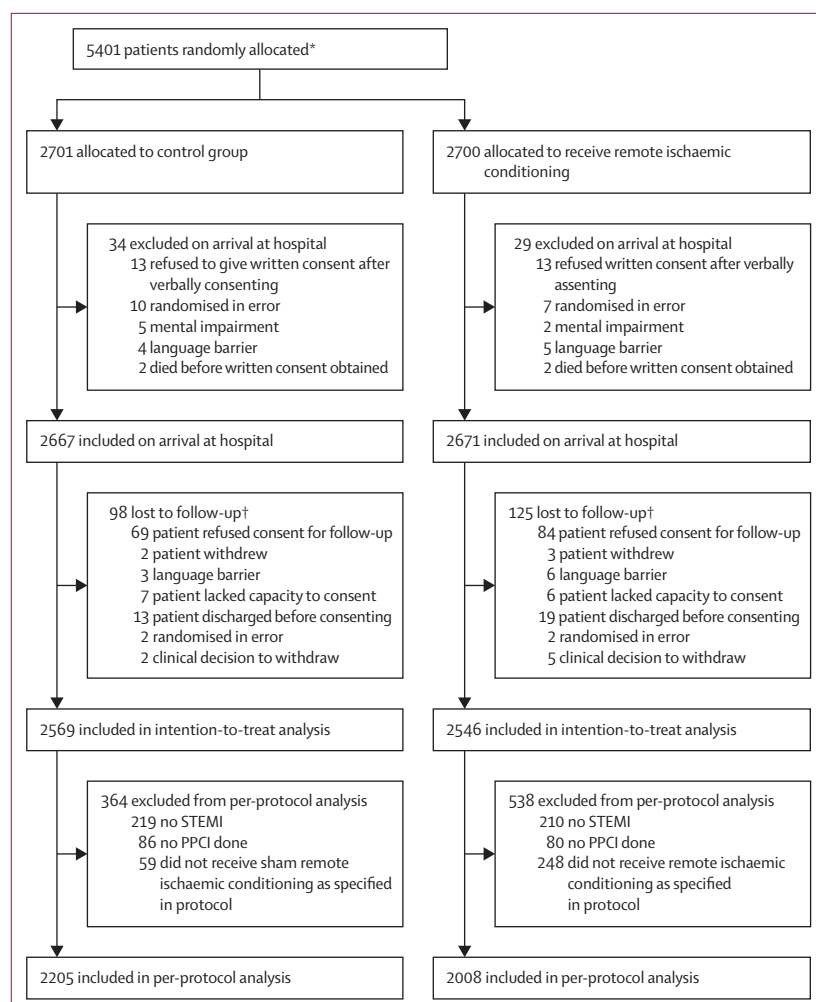 5401 patients randomly allocated*
2701 allocated to control group
2700 allocated to receive remote ischaemic
conditioning
34 excluded on arrival at hospital
13 refused to give written consent after
verbally consenting
10 randomised in error
5 mental impairment
4 language barrier
2 died before written consent obtained
29 excluded on arrival at hospital
13 refused written consent after verbally
assenting
7 randomised in error
2 mental impairment
5 language barrier
2 died before written consent obtained
2667 included on arrival at hospital
2671 included on arrival at hospital
98 lost to follow-up†
69 patient refused consent for follow-up
2 patient withdrew
3 language barrier
7 patient lacked capacity to consent
13 patient discharged before consenting
2 randomised in error
2 clinical decision to withdraw
125 lost to follow-up†
84 patient refused consent for follow-up
3 patient withdrew
6 language barrier
6 patient lacked capacity to consent
19 patient discharged before consenting
2 randomised in error
5 clinical decision to withdraw
2569 included in intention-to-treat analysis
2546 included in intention-to-treat analysis
364 excluded from per-protocol analysis
219 no STEMI
86 no PPCI done
59 did not receive sham remote
ischaemic conditioning as specified
in protocol
538 excluded from per-protocol analysis
210 no STEMI
80 no PPCI done
248 did not receive remote ischaemic
conditioning as specified
in protocol
2205 included in per-protocol analysis
2008 included in per-protocol analysis